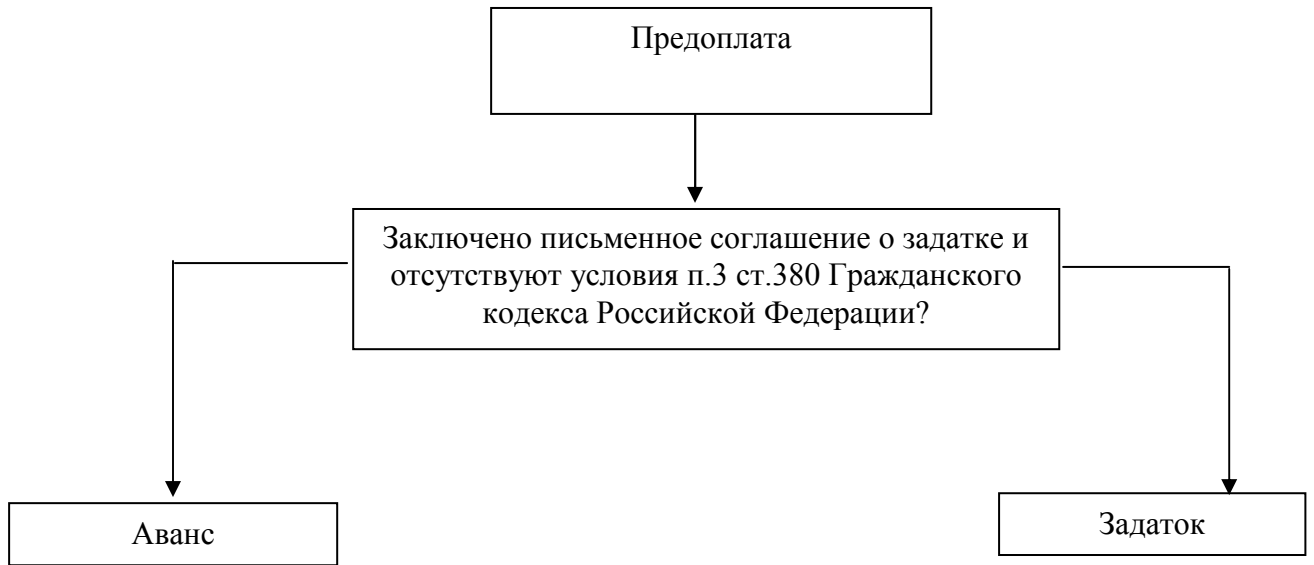 Предоплата
Заключено письменное соглашение о задатке и
отсутствуют условия п.3 ст.380 Гражданского
кодекса Российской Федерации?
Аванс
Задаток